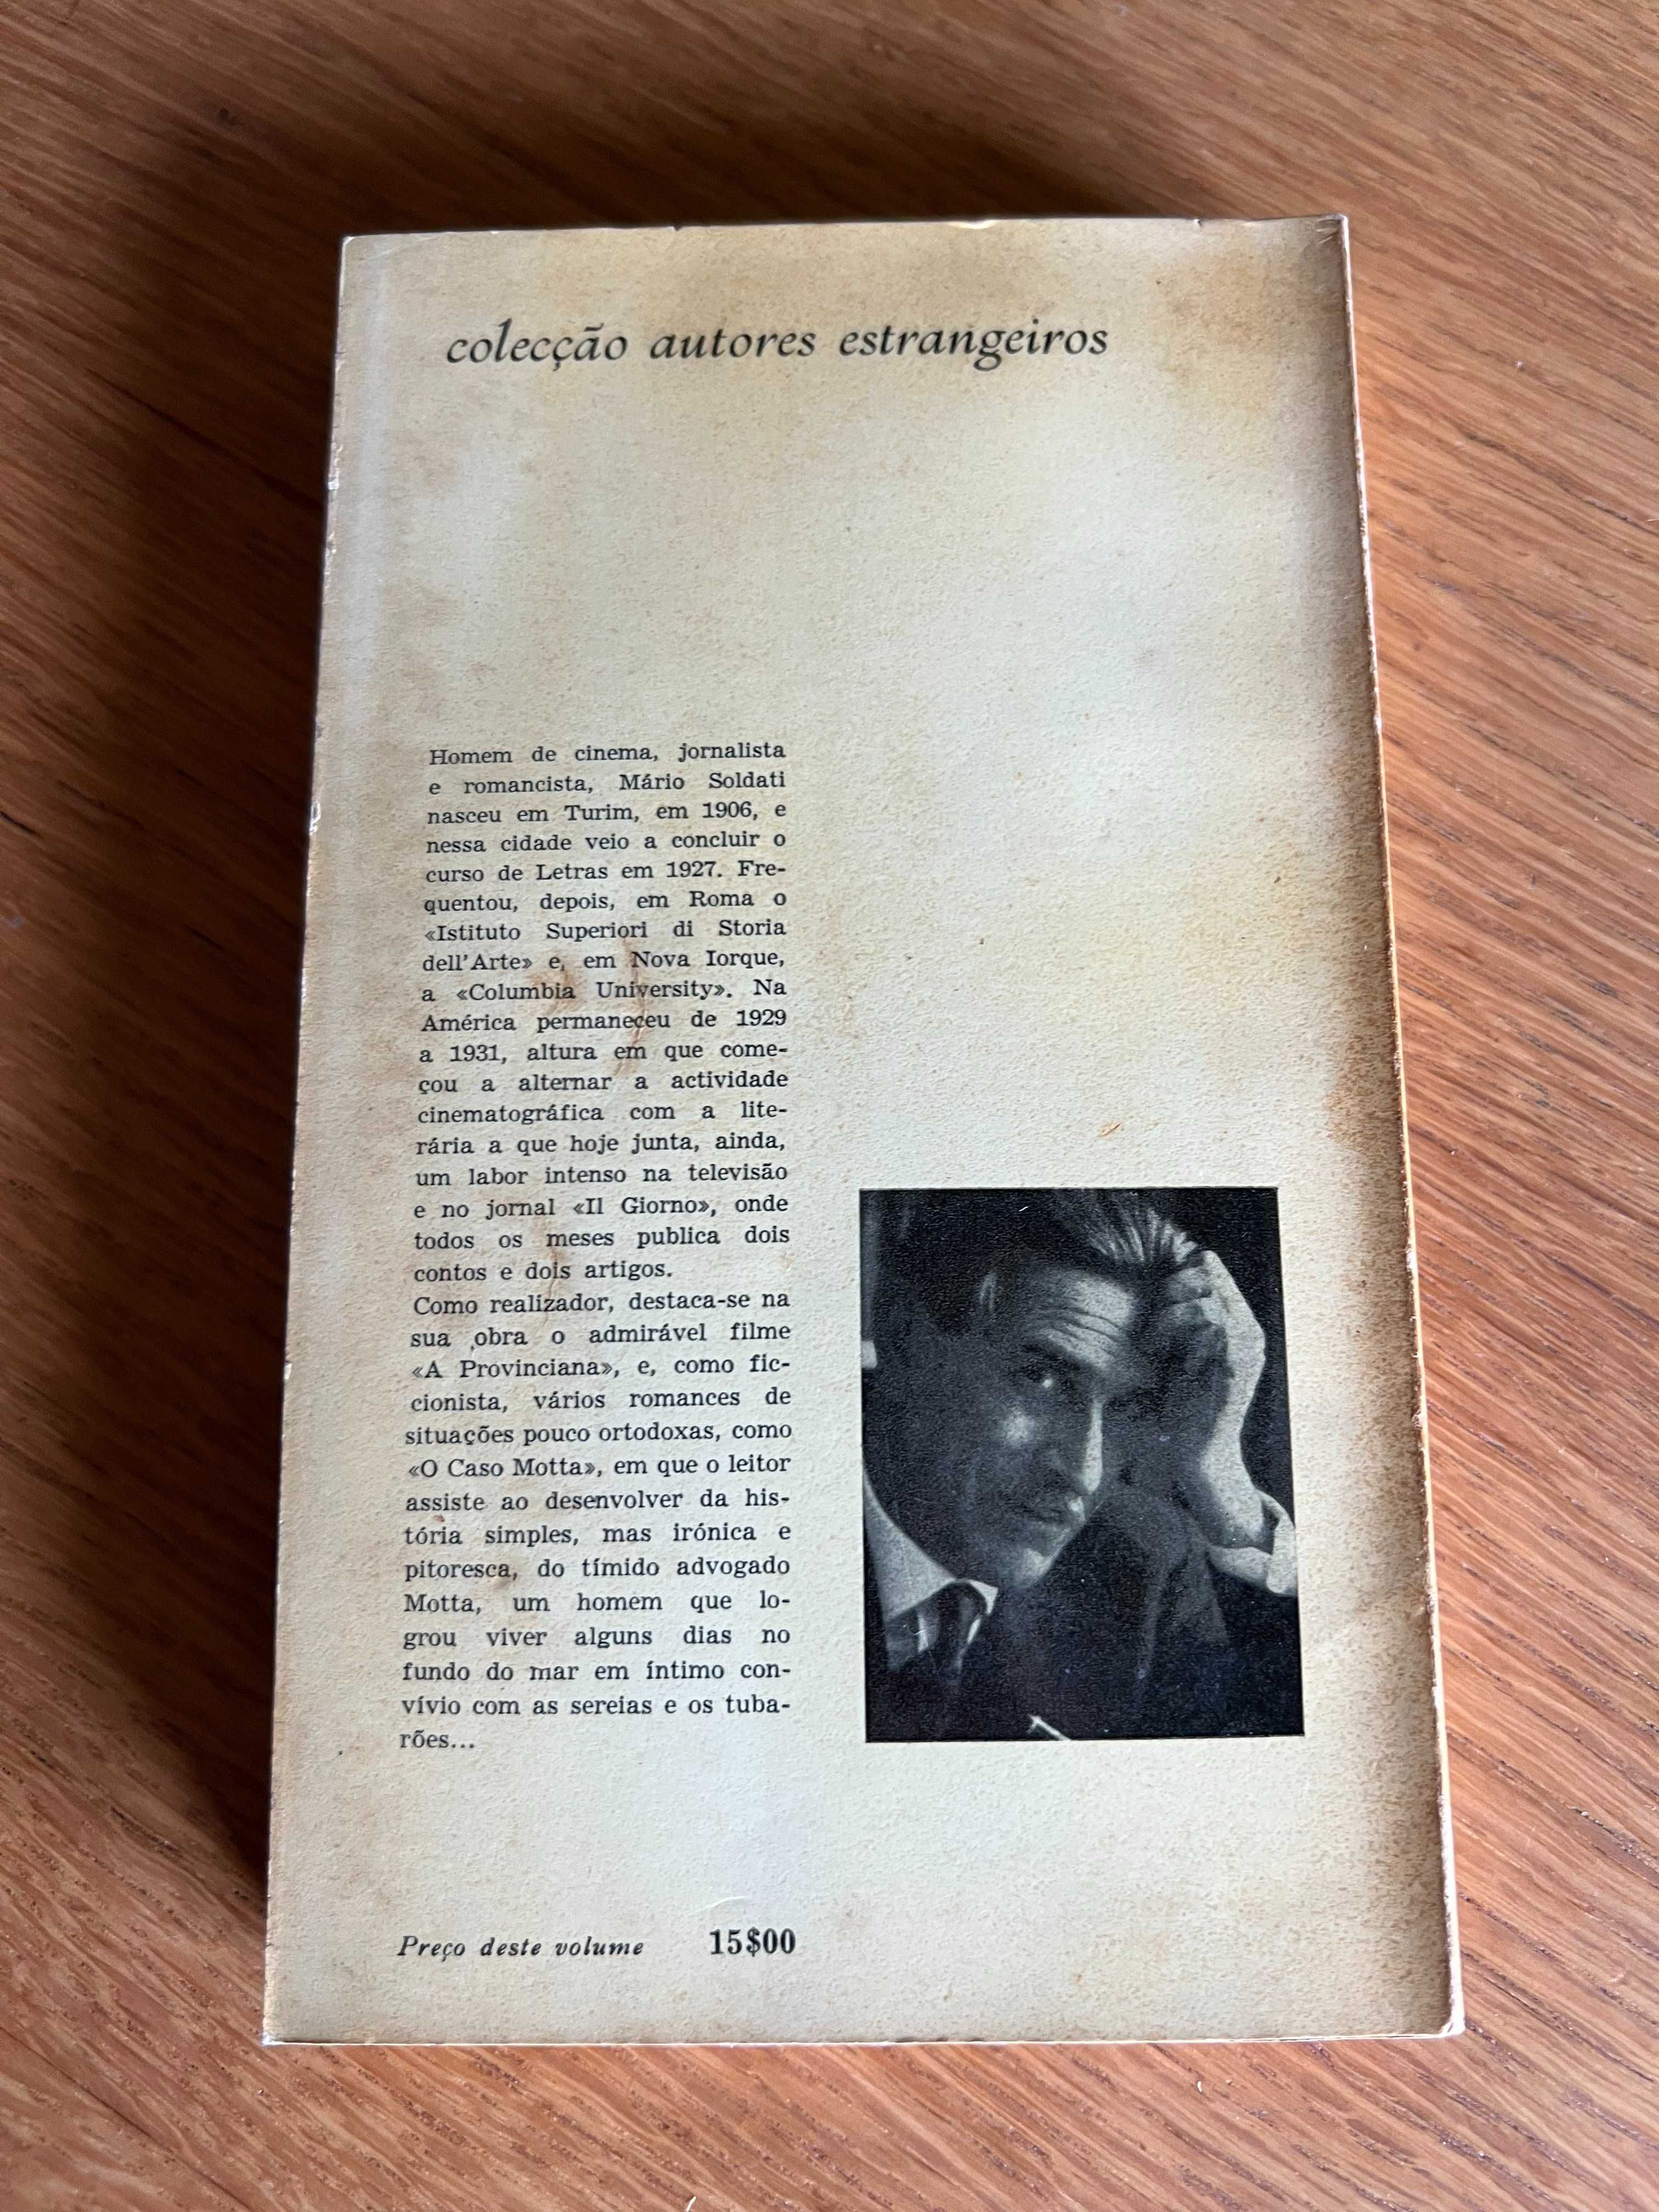 colecção autores estrangeiros
Homem de cinema, jornalista
e romancista, Mário Soldati
nasceu em Turim, em 1906, e
nessa cidade veio a concluir o
curso de Letras em 1927. Fre-
quentou, depois, em Roma o
«Istituto Superiori di Storia
dell'Arte» e, em Nova Iorque,
a «Columbia University». Na
América permaneceu de 1929
a 1931, altura em que come-
çou a alternar a actividade
cinematográfica com a lite-
rária a que hoje junta, ainda,
um labor intenso na televisão
e no jornal «Il Giorno», onde
todos os meses publica dois
contos e dois artigos.
Como realizador, destaca-se na
sua obra o admirável filme
«A Provinciana», e, como fic-
cionista, vários romances de
situações pouco ortodoxas, como
«O Caso Motta», em que o leitor
assiste ao desenvolver da his-
tória simples, mas irónica e
pitoresca, do tímido advogado
Motta, um homem que lo-
grou viver alguns dias no
fundo do mar em íntimo con-
vívio com as sereias e os tuba-
rões...
Preço deste volume 15$00